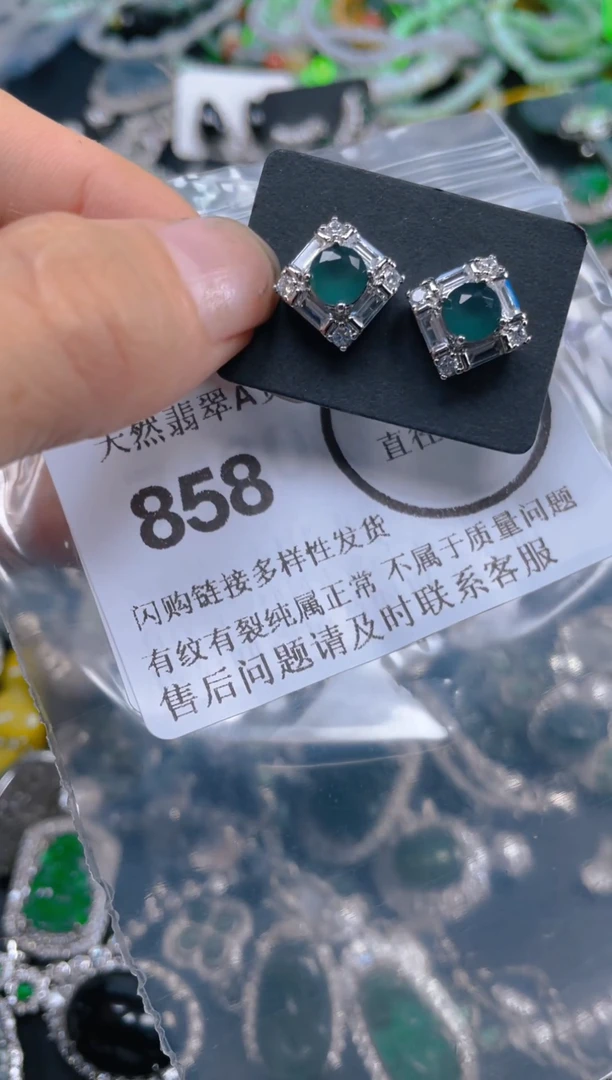 天然翡翠A
直径
858
闪购链接多样性发货
有纹有裂纯属正常 不属于质量问题
售后问题请及时联系客服